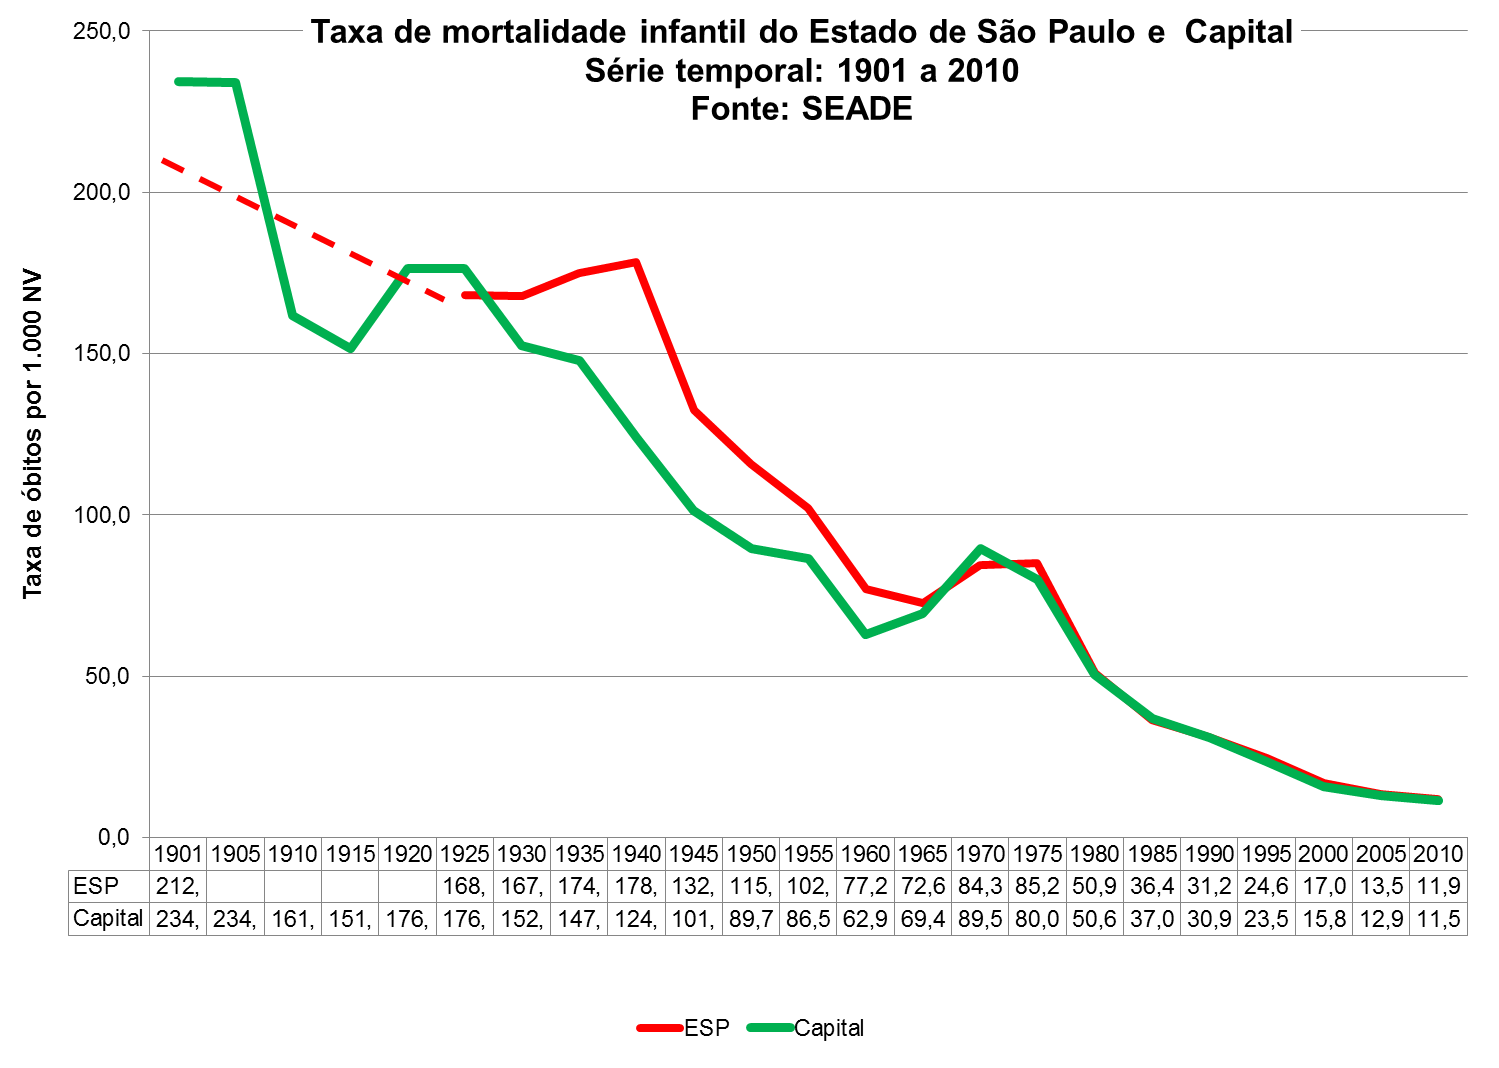 Taxa de mortalidade infantil do Estado de São Paulo e Capital
Série temporal: 1901 a 2010
Fonte: SEADE
Taxa de óbitos por 1.000 NV
250,0
200,0
150,0
100,0
50,0
0,0
1901 1905 1910 1915 1920 1925 1930 1935 1940 1945 1950 1955 1960 1965 1970 1975 1980 1985 1990 1995 2000 2005 2010
ESP 212, 168, 167, 174, 178, 132, 115, 102, 77,2 72,6 84,3 85,2 50,9 36,4 31,2 24,6 17,0 13,5 11,9
Capital 234, 234, 161, 151, 176, 176, 152, 147, 124, 101, 89,7 86,5 62,9 69,4 89,5 80,0 50,6 37,0 30,9 23,5 15,8 12,9 11,5
ESP Capital